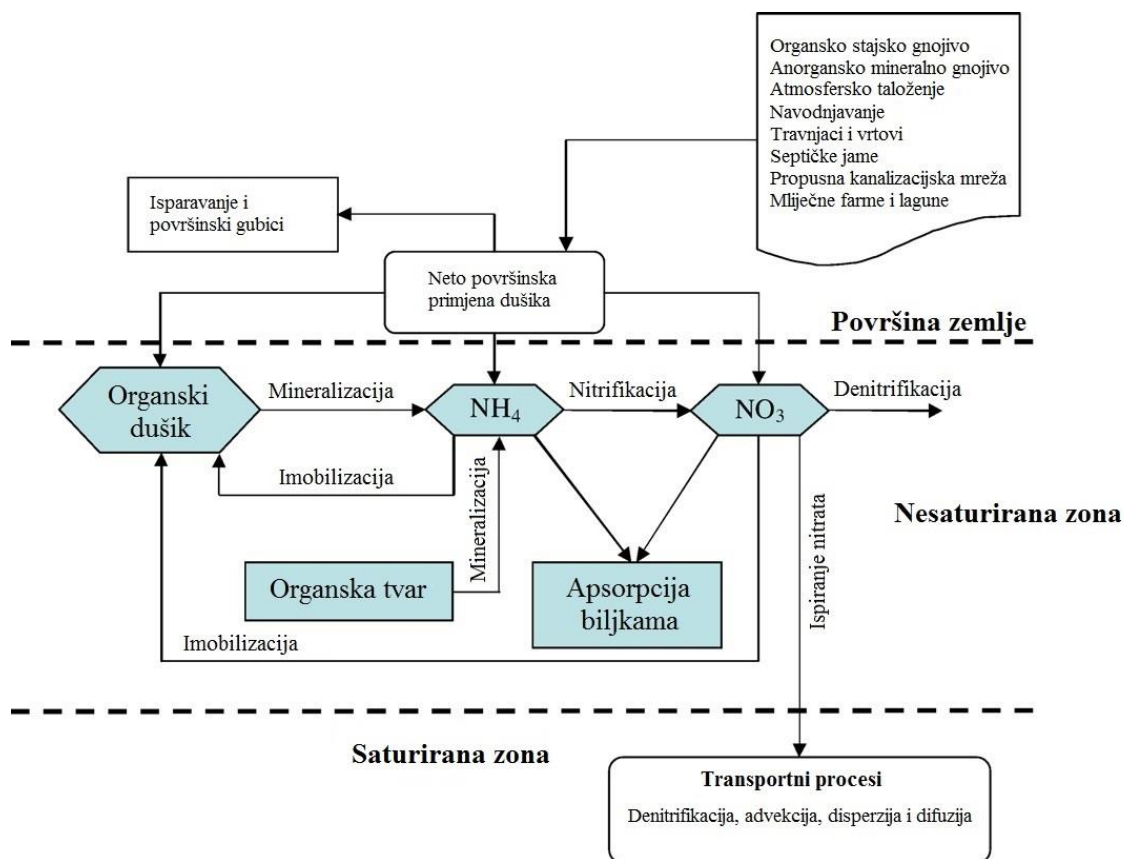 Organsko stajsko gnojivo
Anorgansko mineralno gnojivo
Atmosfersko taloženje
Navodnjavanje
Travnjaci i vrtovi
Septičke jame
Propusna kanalizacijska mreža
Mliječne farme i lagune
Isparavanje i
površinski gubici
Neto površinska
primjena dušika
Površina zemlje
Organski
dušik
Mineralizacija
NH₄
Nitrifikacija
NO₃
Denitrifikacija
Imobilizacija
Mineralizacija
Nesaturirana zona
Organska tvar
Apsorpcija
biljkama
Ispiranje nitrata
Imobilizacija
Saturirana zona
Transportni procesi
Denitrifikacija, advekcija, disperzija i difuzija